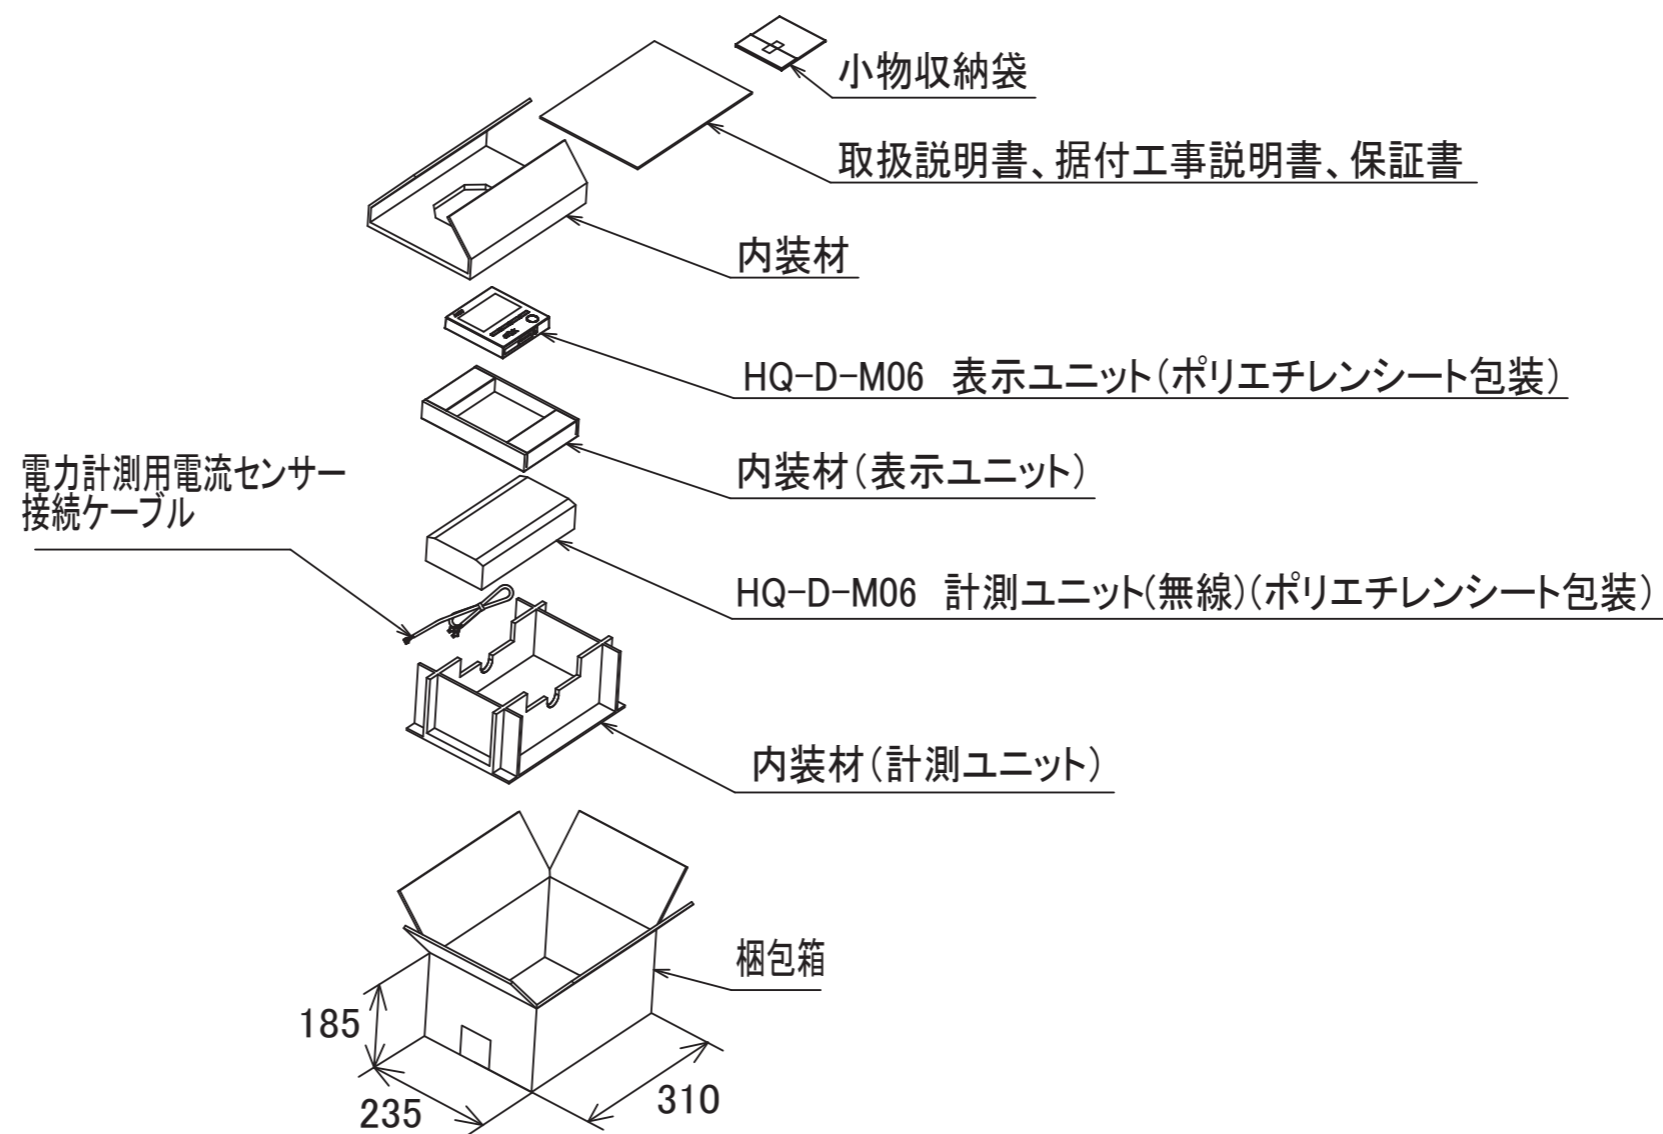 小物収納袋
取扱説明書、据付工事説明書、保証書
内装材
HQ-D-M06 表示ユニット(ポリエチレンシート包装)
内装材(表示ユニット)
電力計測用電流センサー
接続ケーブル
HQ-D-M06 計測ユニット(無線)(ポリエチレンシート包装)
内装材(計測ユニット)
梱包箱
185
235
310